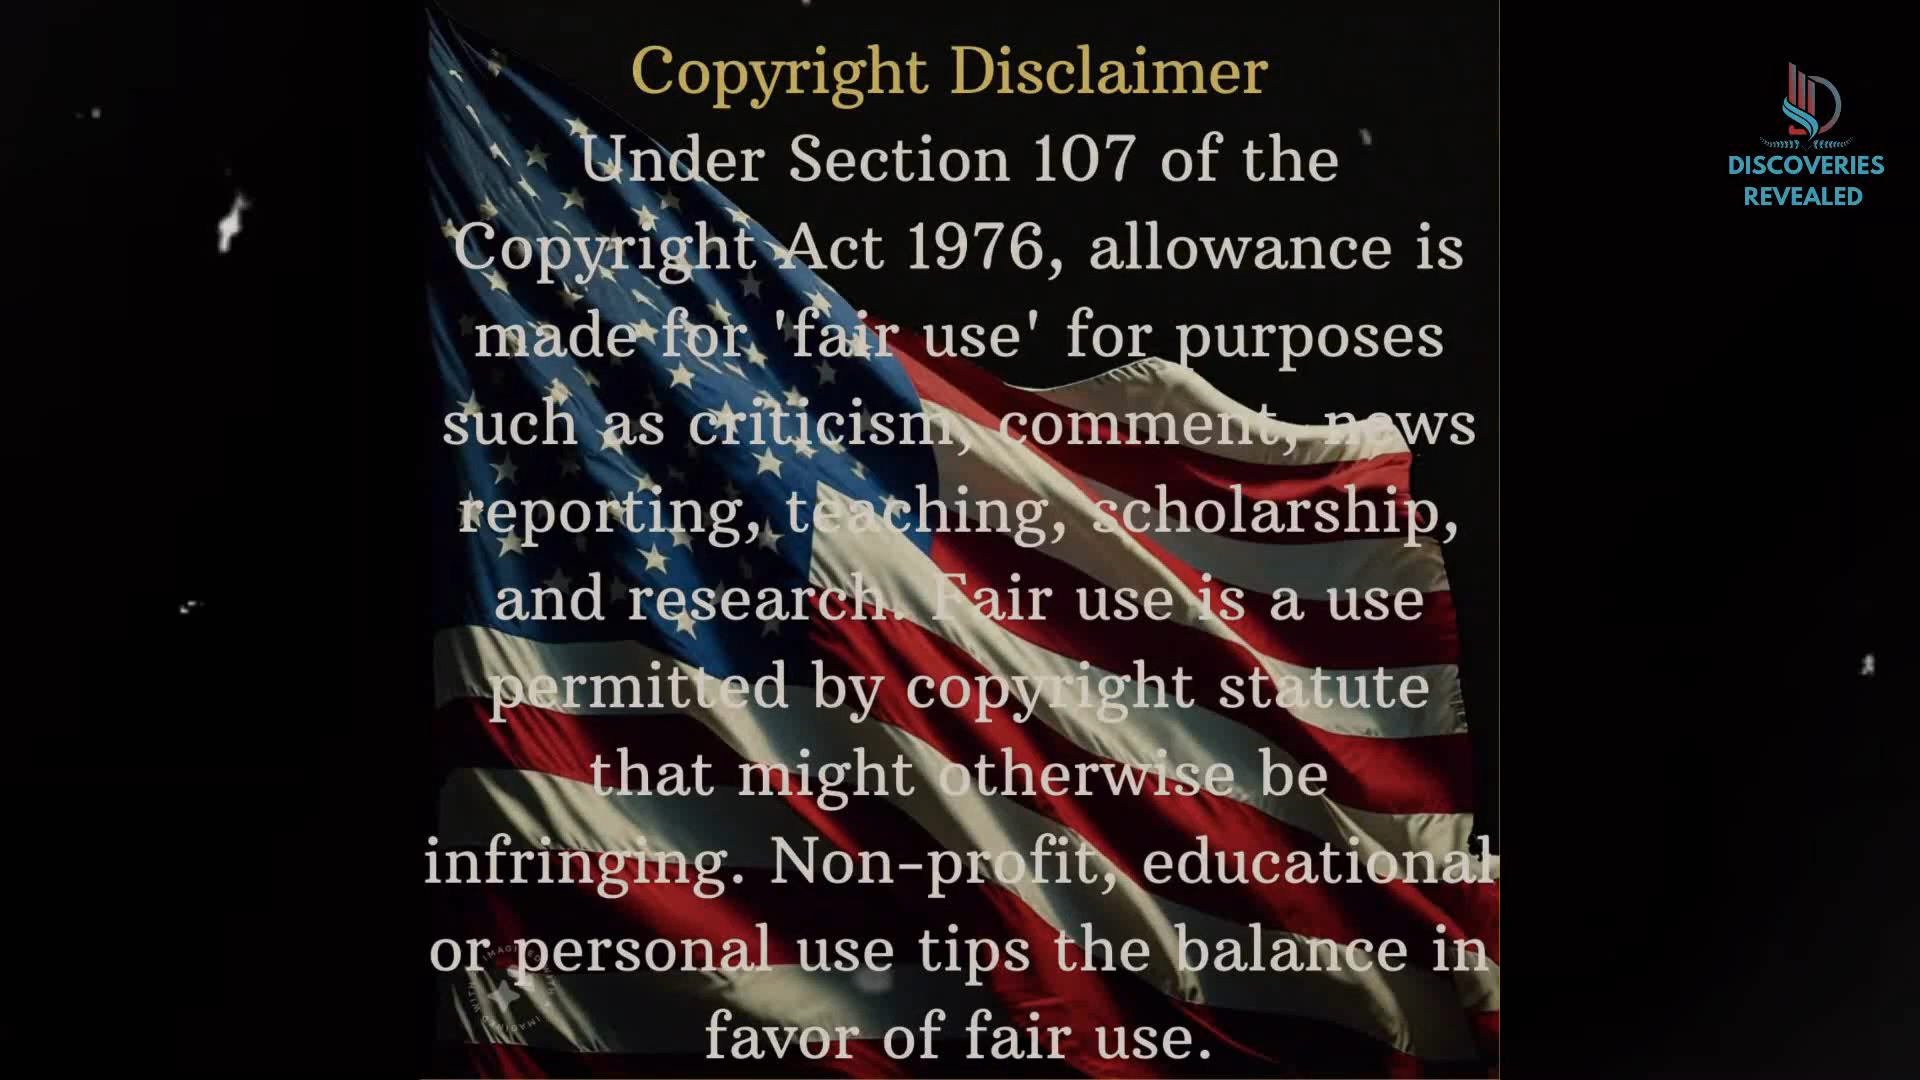 Copyright Disclaimer
Under Section 107 of the
Copyright Act 1976, allowance is
made for 'fair use' for purposes
such as criticism, comment, news
reporting, teaching, scholarship,
and research. Fair use is a use
permitted by copyright statute
that might otherwise be
infringing. Non-profit, educational
or personal use tips the balance in
favor of fair use.
DISCOVERIES
REVEALED
IMAGINED WITH AI